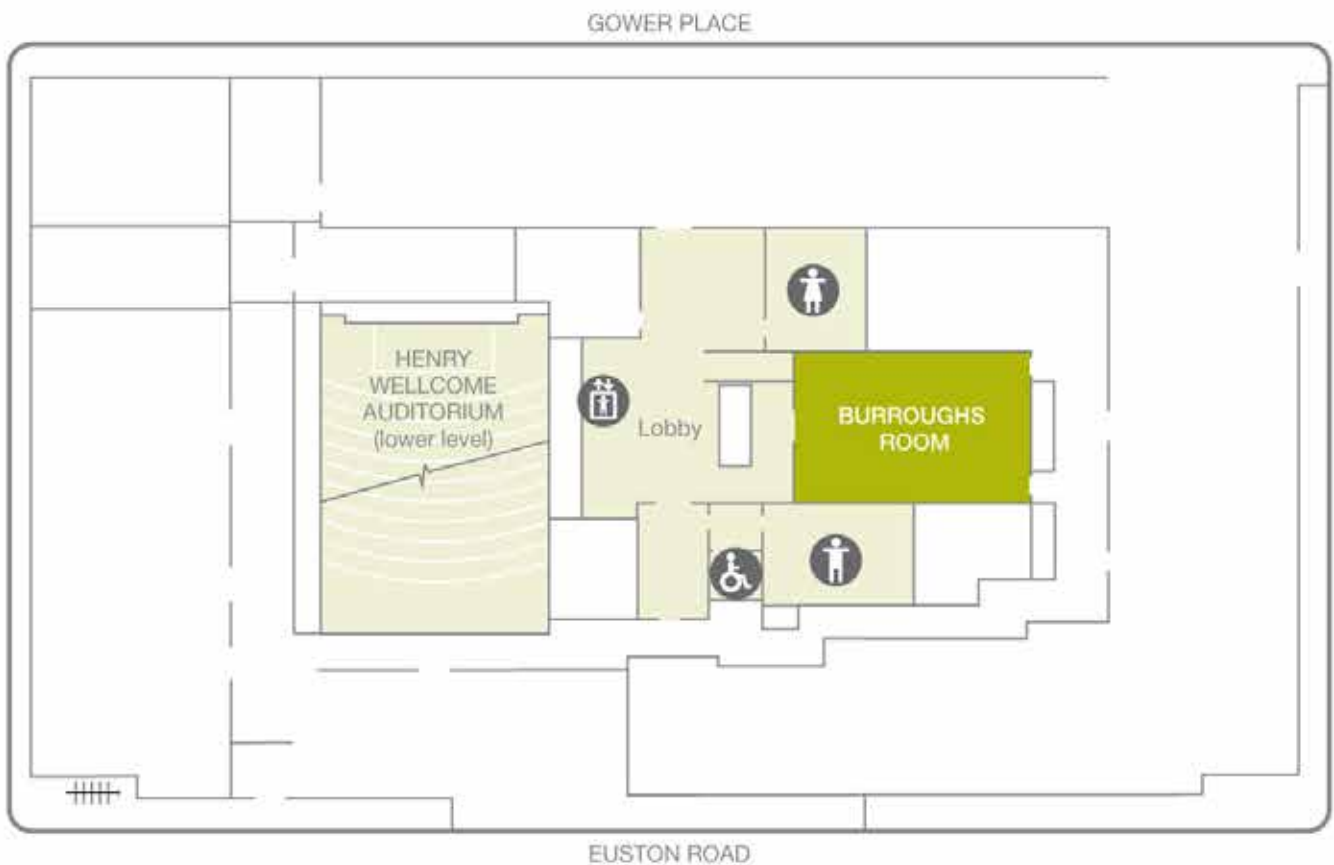 GOWER PLACE
HENRY
WELLCOME
AUDITORIUM
(lower level)
Lobby
BURROUGHS
ROOM
EUSTON ROAD